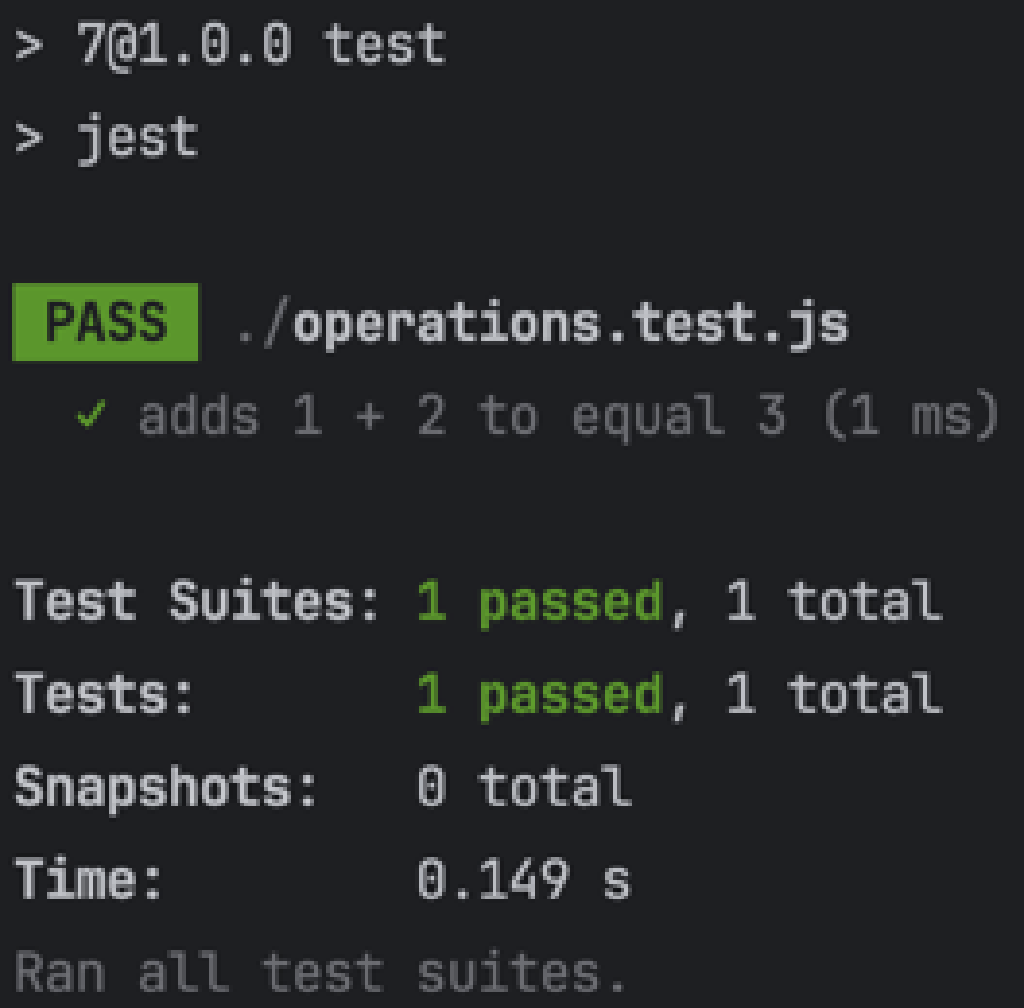 > 7@1.0.0 test
> jest
PASS ./operations.test.js
✓ adds 1 + 2 to equal 3 (1 ms)
Test Suites: 1 passed, 1 total
Tests: 1 passed, 1 total
Snapshots: 0 total
Time: 0.149 s
Ran all test suites.